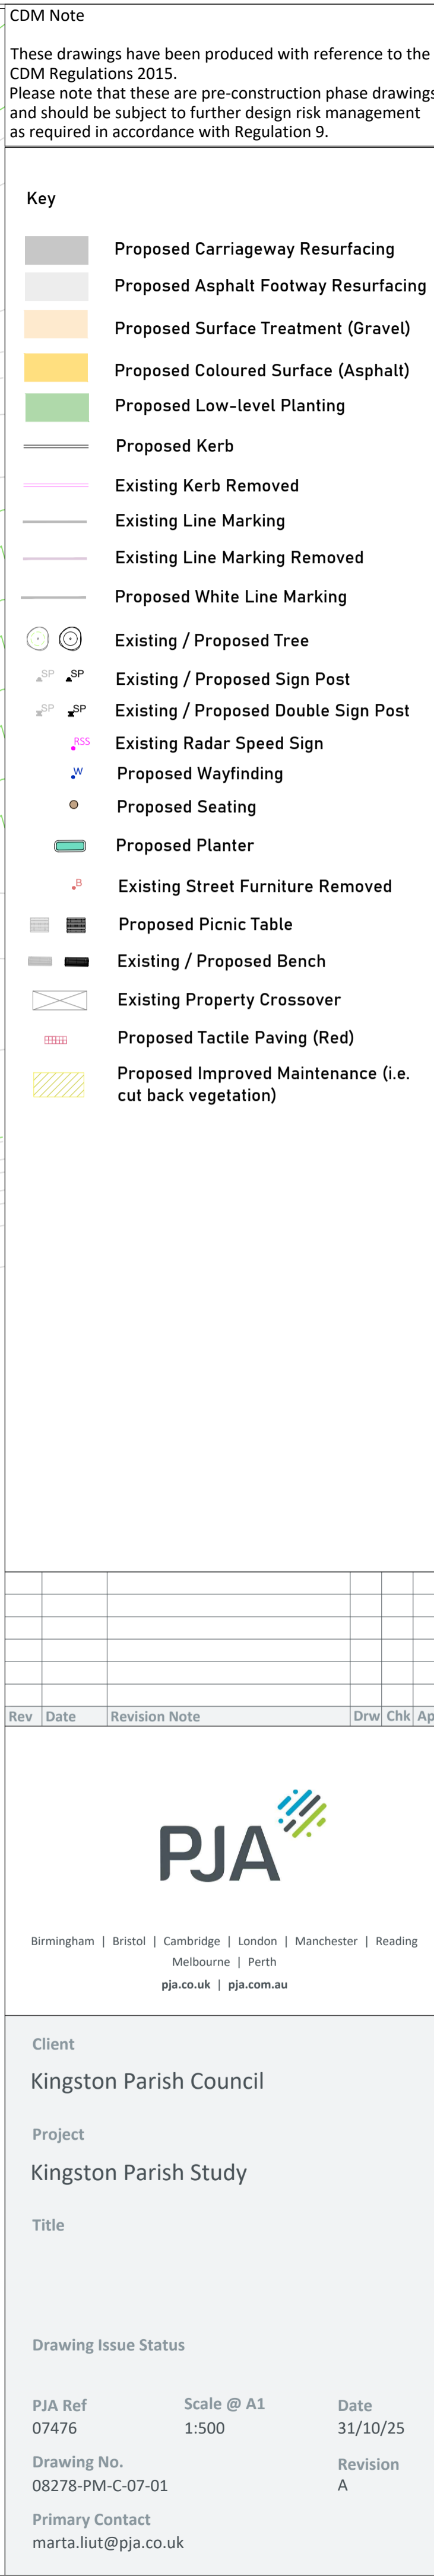 CDM Note
These drawings have been produced with reference to the
CDM Regulations 2015.
Please note that these are pre-construction phase drawings
and should be subject to further design risk management
as required in accordance with Regulation 9.
Key
Proposed Carriageway Resurfacing
Proposed Asphalt Footway Resurfacing
Proposed Surface Treatment (Gravel)
Proposed Coloured Surface (Asphalt)
Proposed Low-level Planting
Proposed Kerb
Existing Kerb Removed
Existing Line Marking
Existing Line Marking Removed
Proposed White Line Marking
Existing / Proposed Tree
SP SP Existing / Proposed Sign Post
SP SP Existing / Proposed Double Sign Post
RSS Existing Radar Speed Sign
W Proposed Wayfinding
Proposed Seating
Proposed Planter
B Existing Street Furniture Removed
Proposed Picnic Table
Existing / Proposed Bench
Existing Property Crossover
Proposed Tactile Paving (Red)
Proposed Improved Maintenance (i.e.
cut back vegetation)
Rev Date Revision Note Drw Chk Ap
PJA
Birmingham | Bristol | Cambridge | London | Manchester | Reading
Melbourne | Perth
pja.co.uk | pja.com.au
Client
Kingston Parish Council
Project
Kingston Parish Study
Title
Drawing Issue Status
PJA Ref Scale @ A1 Date
07476 1:500 31/10/25
Drawing No. Revision
08278-PM-C-07-01 A
Primary Contact
marta.liut@pja.co.uk